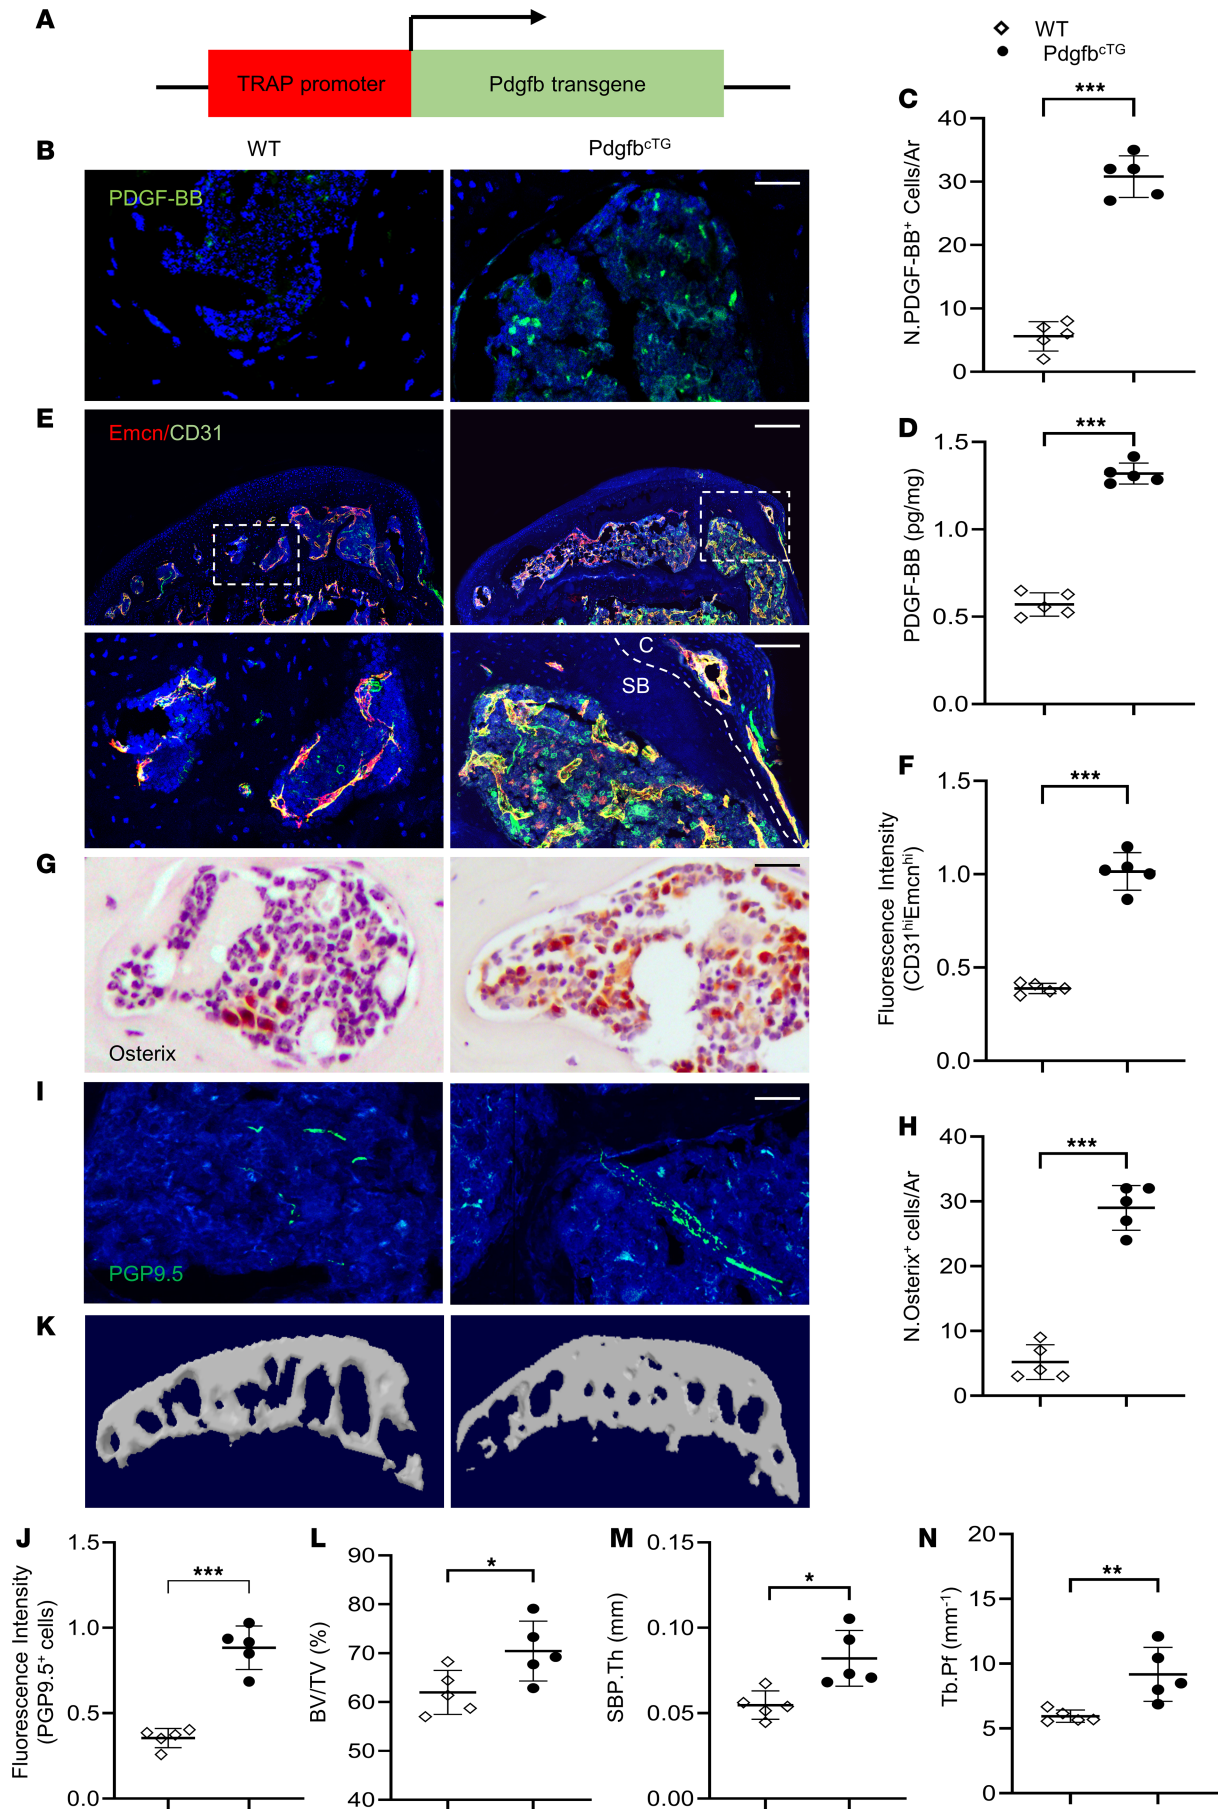 A
TRAP promoter
Pdgfb transgene
WT
PdgfbcTG
B
WT
PdgfbcTG
PDGF-BB
C
***
N.PDGF-BB+ Cells/Ar
40
30
20
10
0
D
***
PDGF-BB (pg/mg)
1.5
1.0
0.5
0.0
E
Emcn/CD31
C
SB
F
***
Fluorescence Intensity
(CD31hiEmcnhi)
1.5
1.0
0.5
0.0
G
Osterix
H
***
N.Osterix+ cells/Ar
40
30
20
10
0
I
PGP9.5
K
J
***
Fluorescence Intensity
(PGP9.5+ cells)
1.5
1.0
0.5
0.0
L
*
BV/TV (%)
90
80
70
60
50
40
M
*
SBP.Th (mm)
0.15
0.10
0.05
0.00
N
**
Tb.Pf (mm-1)
20
15
10
5
0